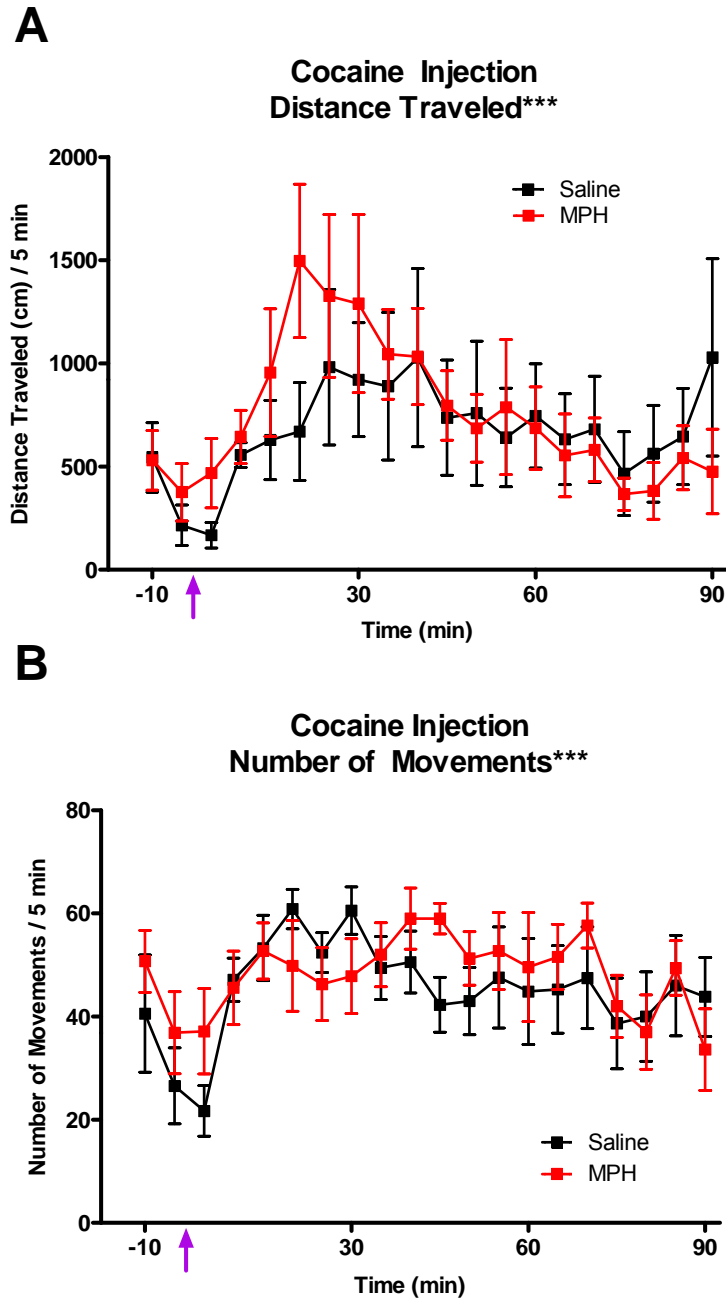 A
Cocaine Injection
Distance Traveled***
2000
1500
1000
500
0
Distance Traveled (cm) / 5 min
Saline
MPH
-10 30 60 90
Time (min)
B
Cocaine Injection
Number of Movements***
80
60
40
20
0
Number of Movements / 5 min
Saline
MPH
-10 30 60 90
Time (min)